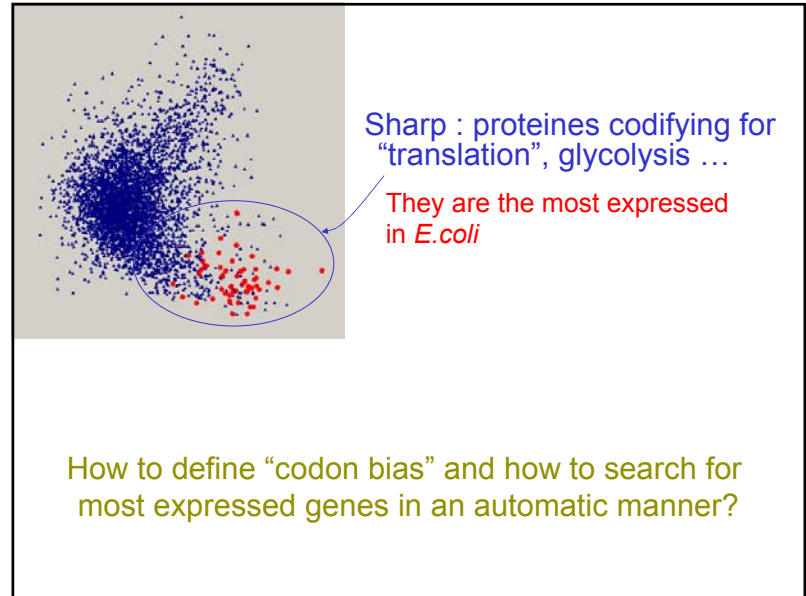 Sharp : proteines codifying for
“translation”, glycolysis …
They are the most expressed
in E.coli
How to define “codon bias” and how to search for
most expressed genes in an automatic manner?